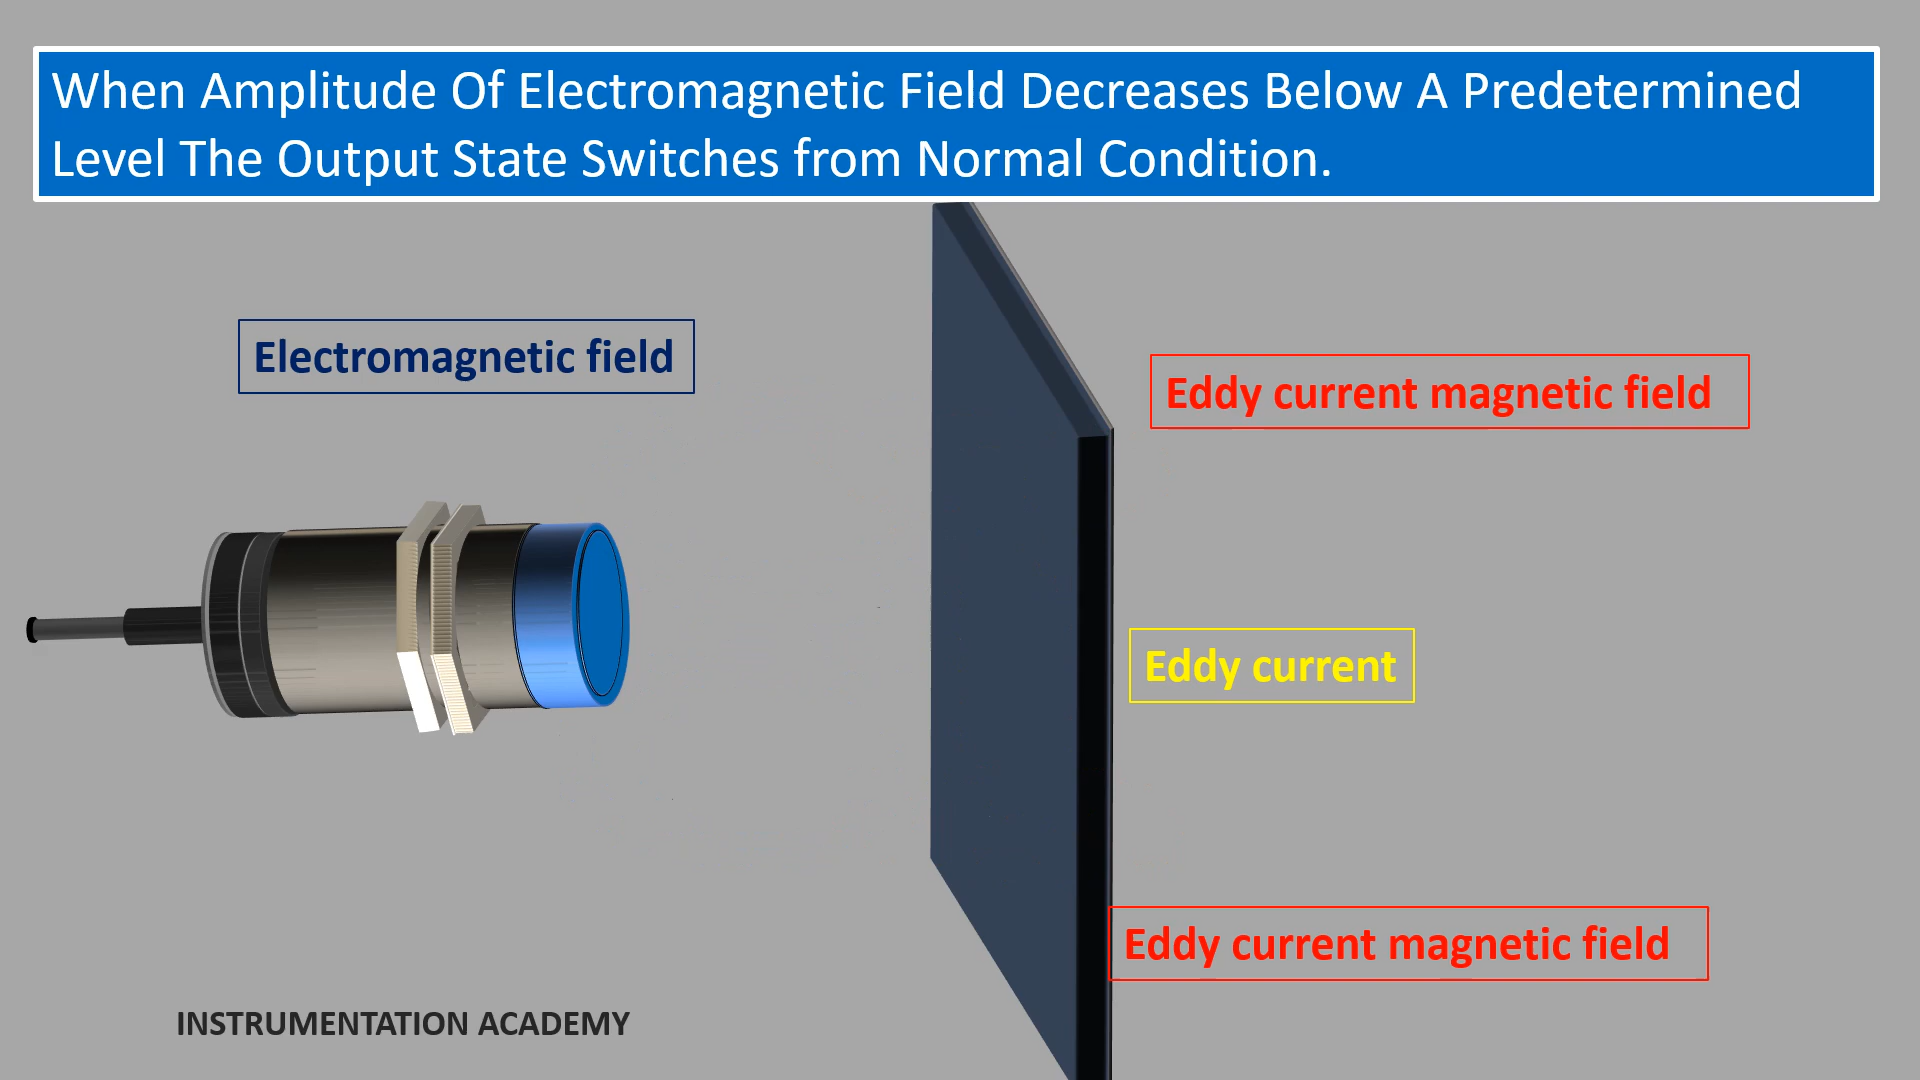 When Amplitude Of Electromagnetic Field Decreases Below A Predetermined
Level The Output State Switches from Normal Condition.
Electromagnetic field
Eddy current magnetic field
Eddy current
Eddy current magnetic field
INSTRUMENTATION ACADEMY